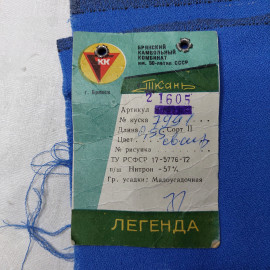 БРЯНСКИЙ
КАМВОЛЬНЫЙ
КОМБИНАТ
им. 50-летия СССР
КК
г. Брянск
Ткань
21605
Артикул
№ куска
Длина Сорт II
Цвет
№ рисунка
ТУ РСФСР 17-5776-72
п/ш Нитрон - 57%
Гр. усадки: Малоусадочная
ЛЕГЕНДА